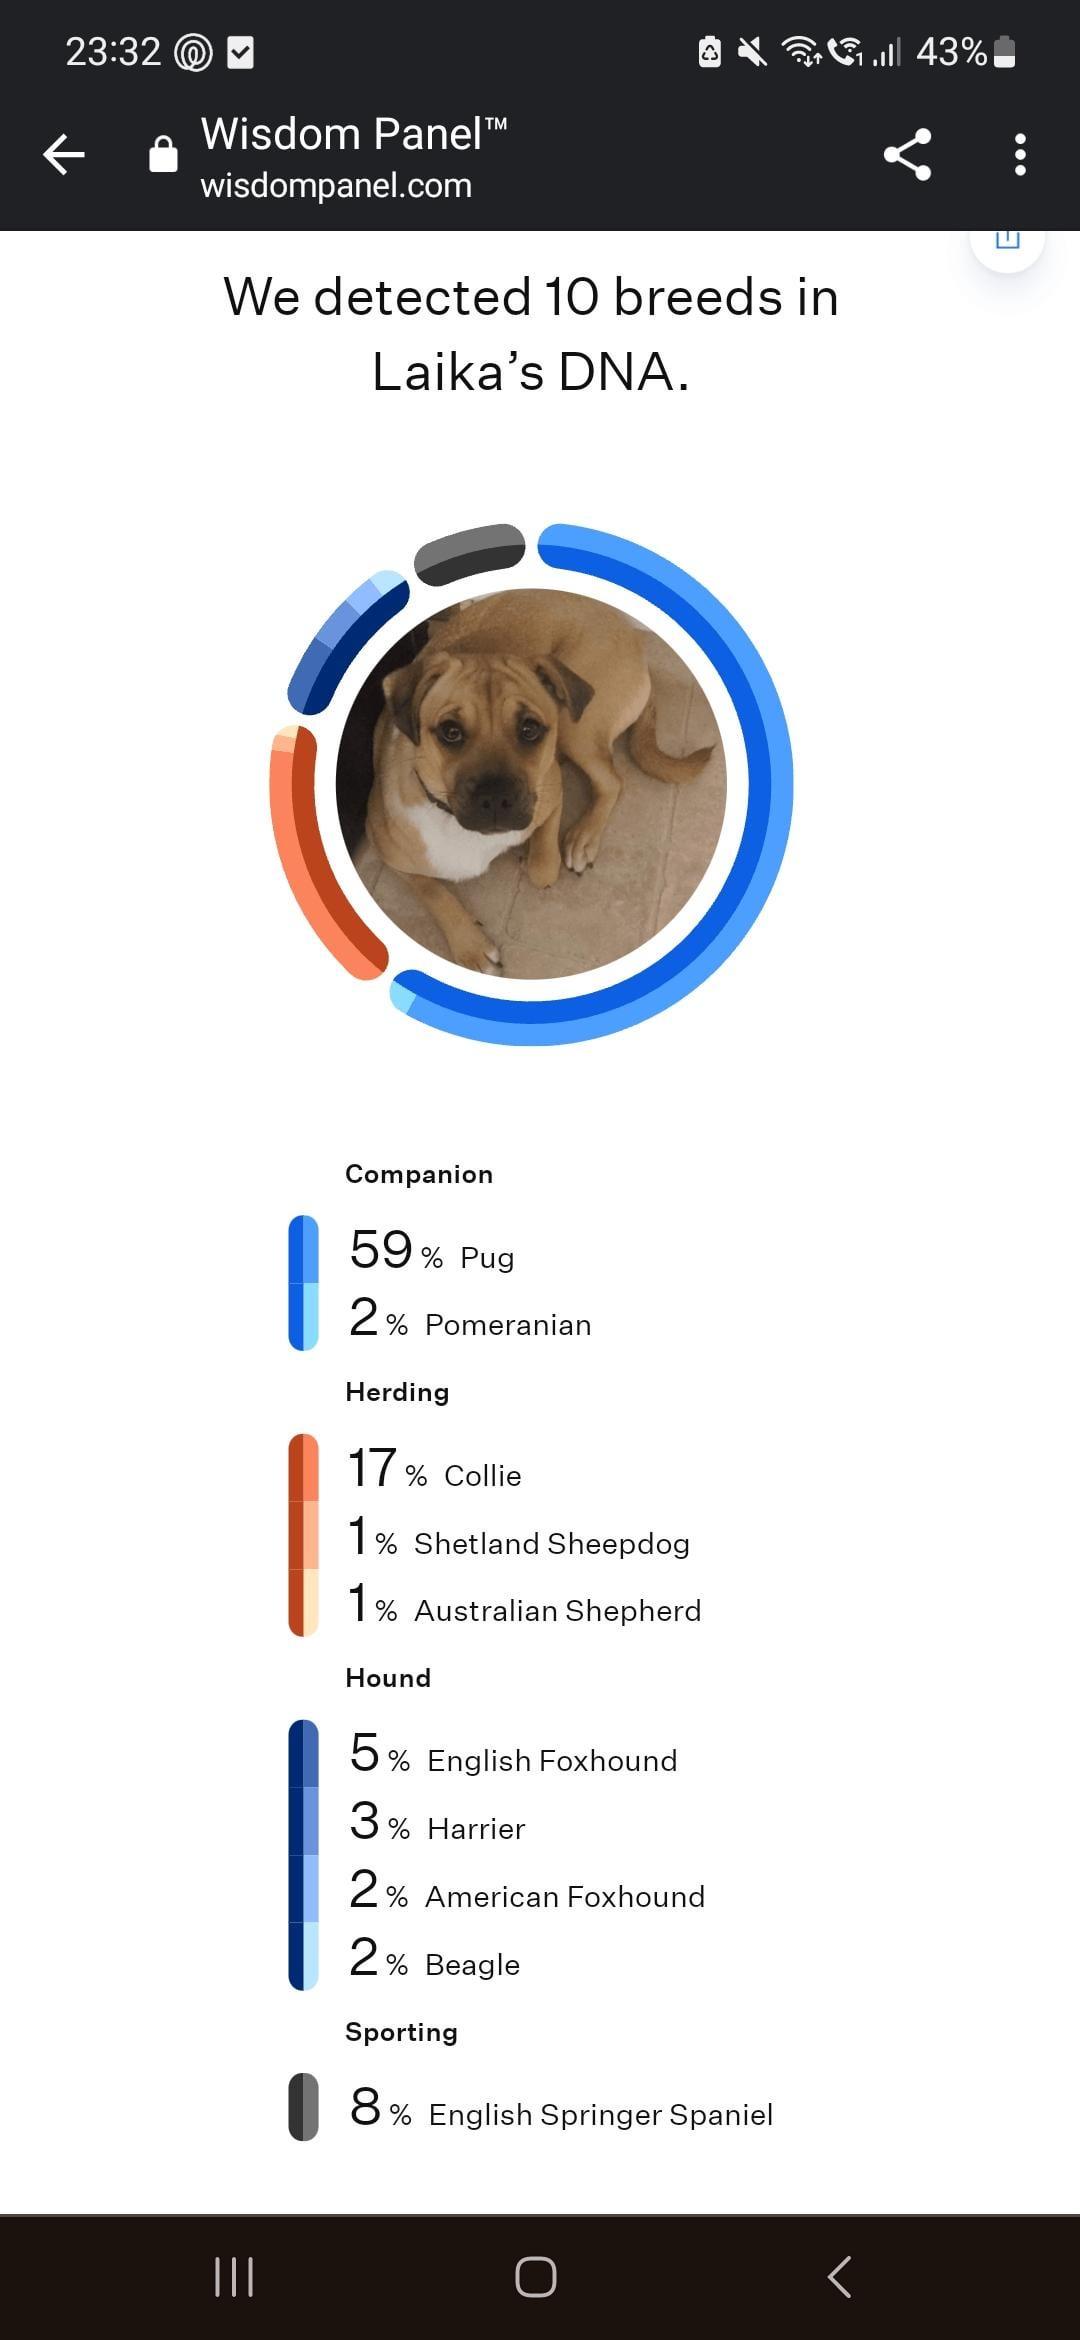 23:32
43%
Wisdom Panel™
wisdompanel.com
We detected 10 breeds in
Laika’s DNA.
Companion
59 % Pug
2 % Pomeranian
Herding
17 % Collie
1 % Shetland Sheepdog
1 % Australian Shepherd
Hound
5 % English Foxhound
3 % Harrier
2 % American Foxhound
2 % Beagle
Sporting
8 % English Springer Spaniel